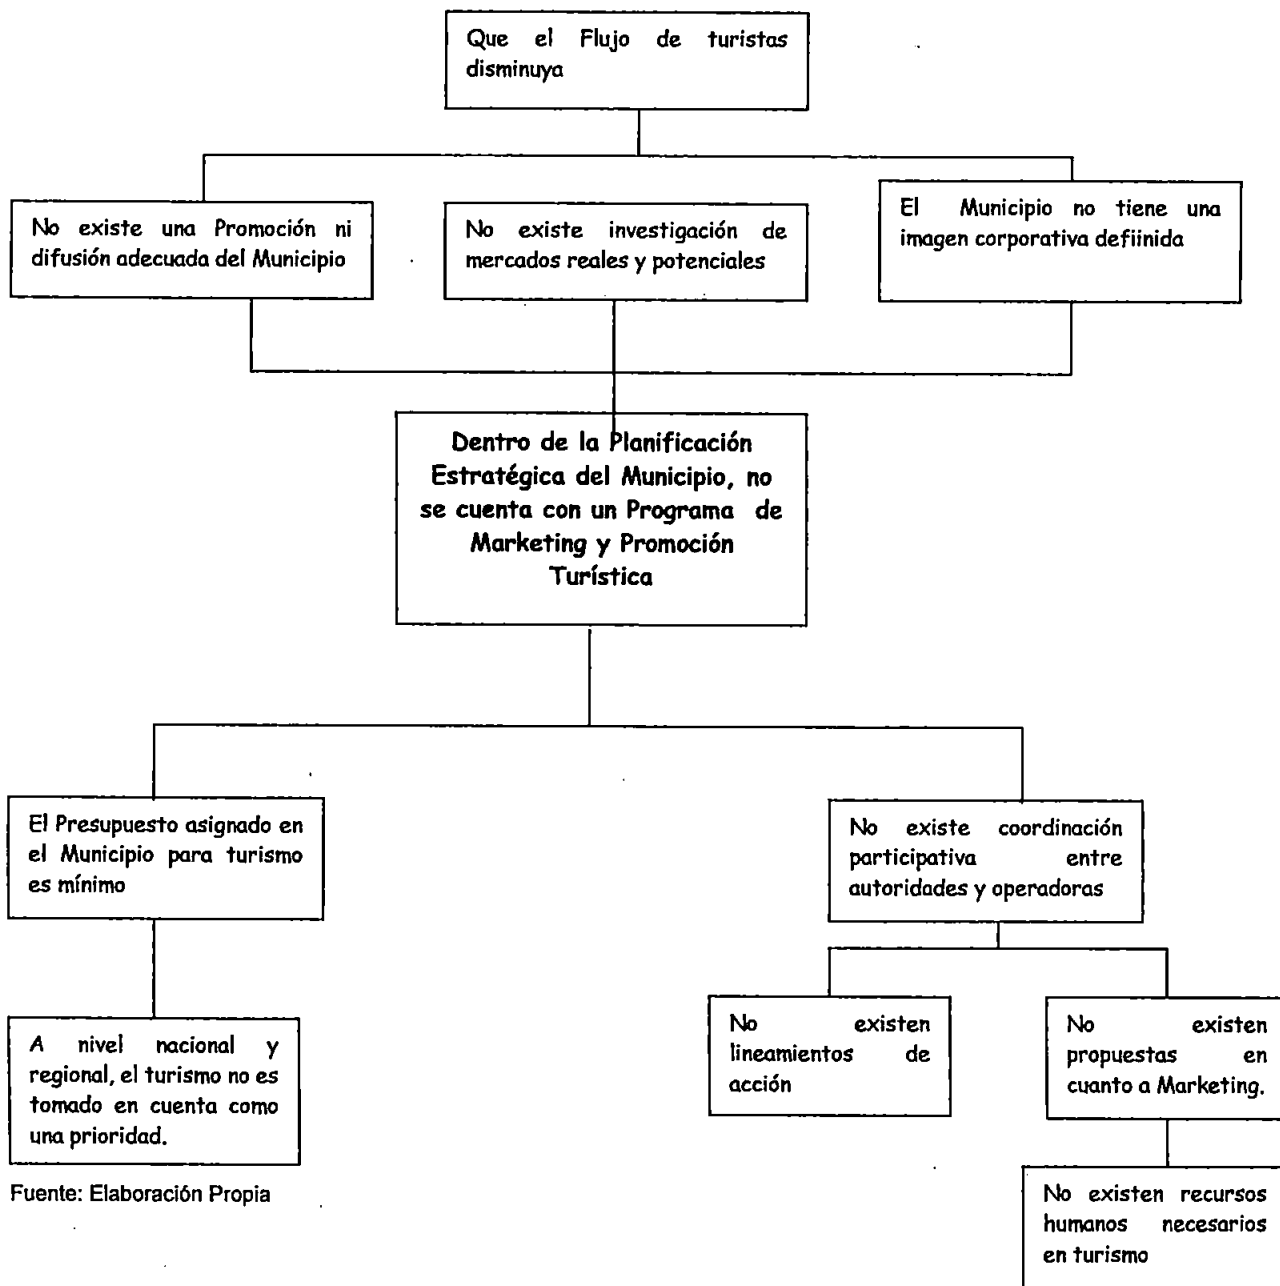 Que el Flujo de turistas
disminuya
No existe una Promoción ni
difusión adecuada del Municipio
No existe investigación de
mercados reales y potenciales
El Municipio no tiene una
imagen corporativa defiinida
Dentro de la Planificación
Estratégica del Municipio, no
se cuenta con un Programa de
Marketing y Promoción
Turística
El Presupuesto asignado en
el Municipio para turismo
es mínimo
No existe coordinación
participativa entre
autoridades y operadoras
A nivel nacional y
regional, el turismo no es
tomado en cuenta como
una prioridad.
No existen
lineamientos de
acción
No existen
propuestas en
cuanto a Marketing.
Fuente: Elaboración Propia
No existen recursos
humanos necesarios
en turismo